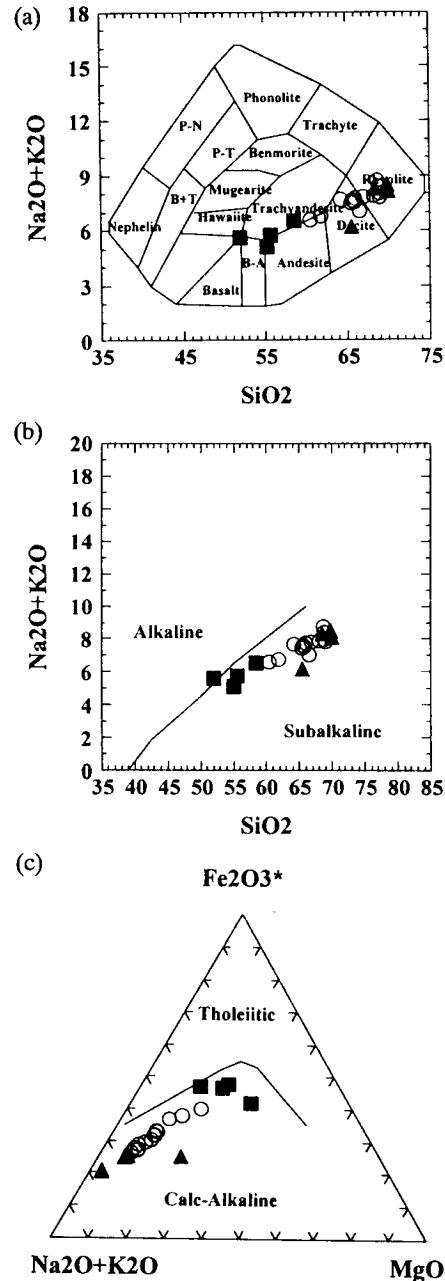 (a)
18
15
12
9
6
3
0
Na2O+K2O
Phonolite
P-N
Trachyte
P-T
Benmorite
B+T
Mugearite
Rhyolite
Nephelin
Hawaiite
Trachyandesite
Dacite
B-A
Andesite
Basalt
35 45 55 65 75
SiO2
(b)
20
18
16
14
12
10
8
6
4
2
0
Na2O+K2O
Alkaline
Subalkaline
35 40 45 50 55 60 65 70 75 80 85
SiO2
(c)
Fe2O3*
Tholeiitic
Calc-Alkaline
Na2O+K2O
MgO